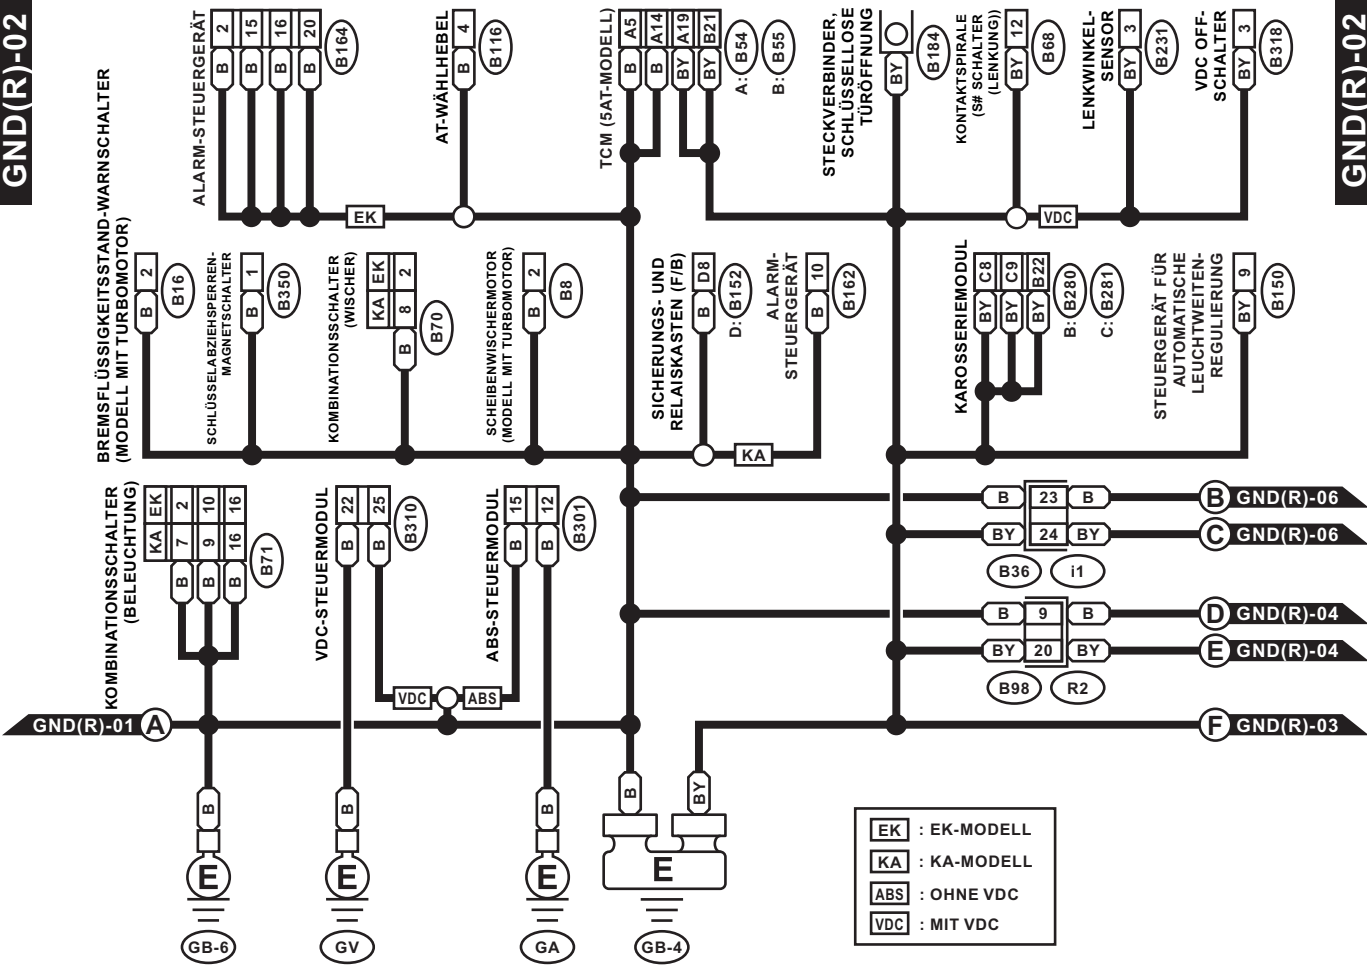 GND(R)-02
GND(R)-02
ALARM-STEUERGERÄT
2 15 16 20
B B B B
B164
AT-WÄHLHEBEL
4
B
B116
TCM (5AT-MODELL)
A5 A14 A19 B21
B B BY BY
A: B54
B: B55
STECKVERBINDER,
SCHLÜSSELLOSE
TÜRÖFFNUNG
BY
B184
KONTAKTSPIRALE
(S# SCHALTER
(LENKUNG))
12
BY
B68
LENKWINKEL-
SENSOR
3
BY
B231
VDC OFF-
SCHALTER
3
BY
B318
EK
VDC
BREMSFLÜSSIGKEITSSTAND-WARNSCHALTER
(MODELL MIT TURBOMOTOR)
2
B
B16
SCHLÜSSELABZIEHSPERREN-
MAGNETSCHALTER
1
B
B350
KOMBINATIONSSCHALTER
(WISCHER)
KA EK
8 2
B
B70
SCHEIBENWISCHERMOTOR
(MODELL MIT TURBOMOTOR)
2
B
B8
SICHERUNGS- UND
RELAISKASTEN (F/B)
D8
B
D: B152
ALARM-
STEUERGERÄT
10
B
B162
KAROSSERIEMODUL
C8 C9 B22
BY BY BY
B: B280
C: B281
STEUERGERÄT FÜR
AUTOMATISCHE
LEUCHTWEITEN-
REGULIERUNG
9
BY
B150
KA
KOMBINATIONSSCHALTER
(BELEUCHTUNG)
KA EK
7 2
9 10
16 16
B B B
B71
VDC-STEUERMODUL
22 25
B B
B310
ABS-STEUERMODUL
15 12
B B
B301
B 23 B
B GND(R)-06
BY 24 BY
C GND(R)-06
B36 i1
B 9 B
D GND(R)-04
BY 20 BY
E GND(R)-04
B98 R2
VDC ABS
GND(R)-01 A
F GND(R)-03
B B B B BY
E E E E
GB-6 GV GA GB-4
EK : EK-MODELL
KA : KA-MODELL
ABS : OHNE VDC
VDC : MIT VDC